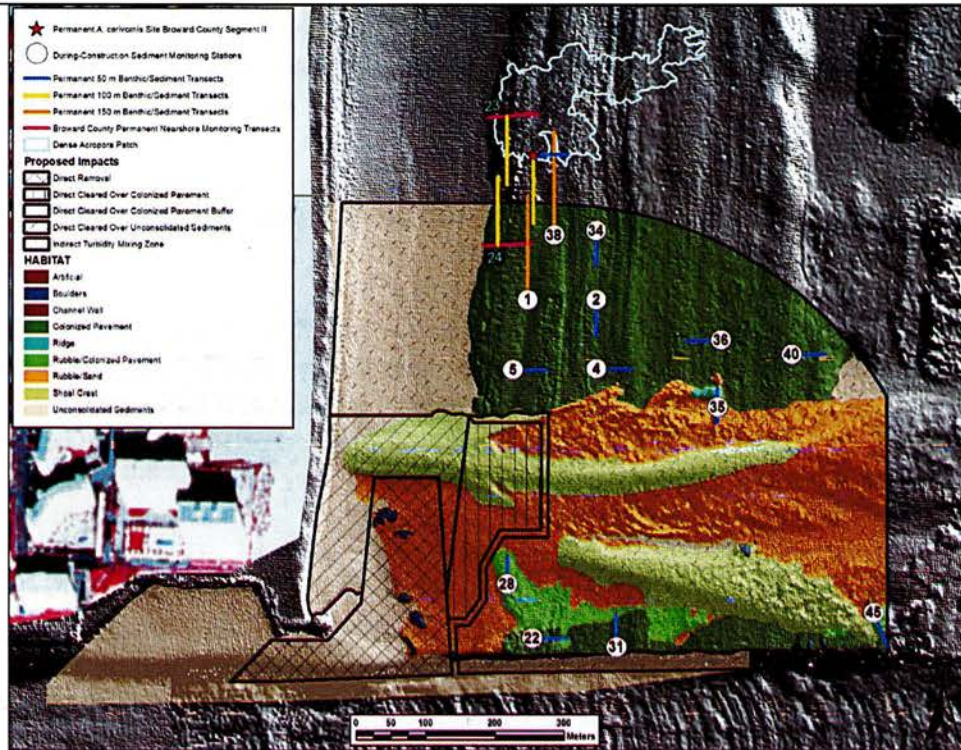 Permanent A. cervicornis Site Broward County Segment II
During-Construction Sediment Monitoring Stations
Permanent 50 m Benthic/Sediment Transects
Permanent 100 m Benthic/Sediment Transects
Permanent 150 m Benthic/Sediment Transects
Broward County Permanent Nearshore Monitoring Transects
Dense Acropora Patch
Proposed Impacts
Direct Removal
Direct Cleared Over Colonized Pavement
Direct Cleared Over Colonized Pavement Buffer
Direct Cleared Over Unconsolidated Sediments
Indirect Turbidity Mixing Zone
HABITAT
Artificial
Boulders
Channel Wall
Colonized Pavement
Ridge
Rubble/Colonized Pavement
Rubble/Sand
Shoal Crest
Unconsolidated Sediments
23
38
34
24
1
2
36
40
5
4
35
28
22
31
45
0 50 100 200 300
Meters